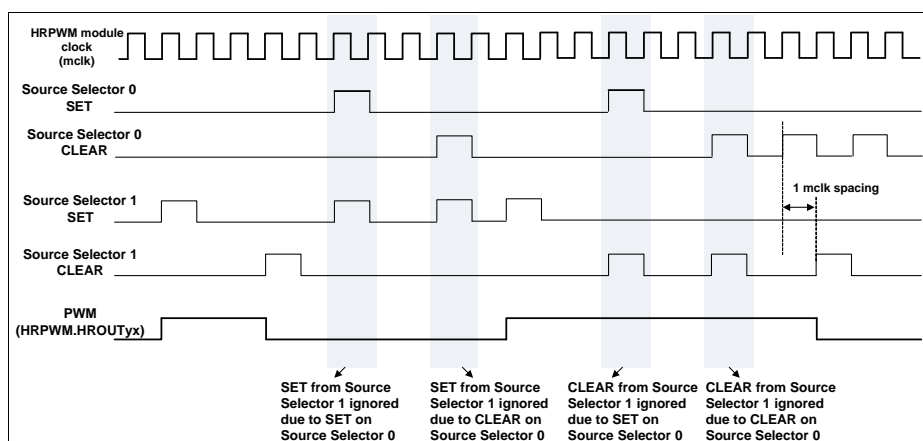 HRPWM module
clock
(mclk)
Source Selector 0
SET
Source Selector 0
CLEAR
Source Selector 1
SET
1 mclk spacing
Source Selector 1
CLEAR
PWM
(HRPWM.HROUTyx)
SET from Source
Selector 1 ignored
due to SET on
Source Selector 0
SET from Source
Selector 1 ignored
due to CLEAR on
Source Selector 0
CLEAR from Source
Selector 1 ignored
due to SET on
Source Selector 0
CLEAR from Source
Selector 1 ignored
due to CLEAR on
Source Selector 0